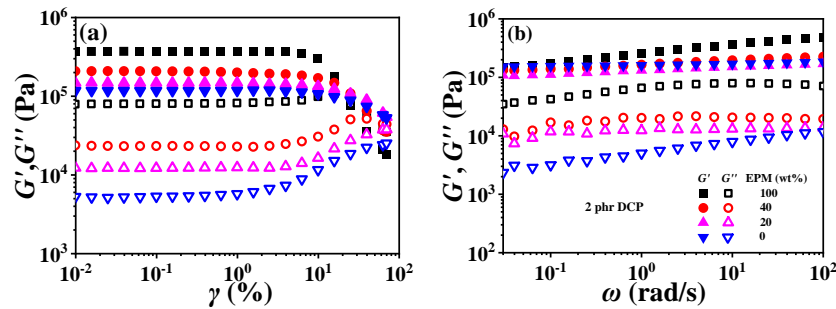 (a)
10^6
10^5
10^4
10^3
G′,G″ (Pa)
10^-2 10^-1 10^0 10^1 10^2
γ (%)
(b)
10^6
10^5
10^4
10^3
10^2
G′, G″ (Pa)
10^-1 10^0 10^1 10^2
ω (rad/s)
2 phr DCP
G′ G″ EPM (wt%)
100
40
20
0